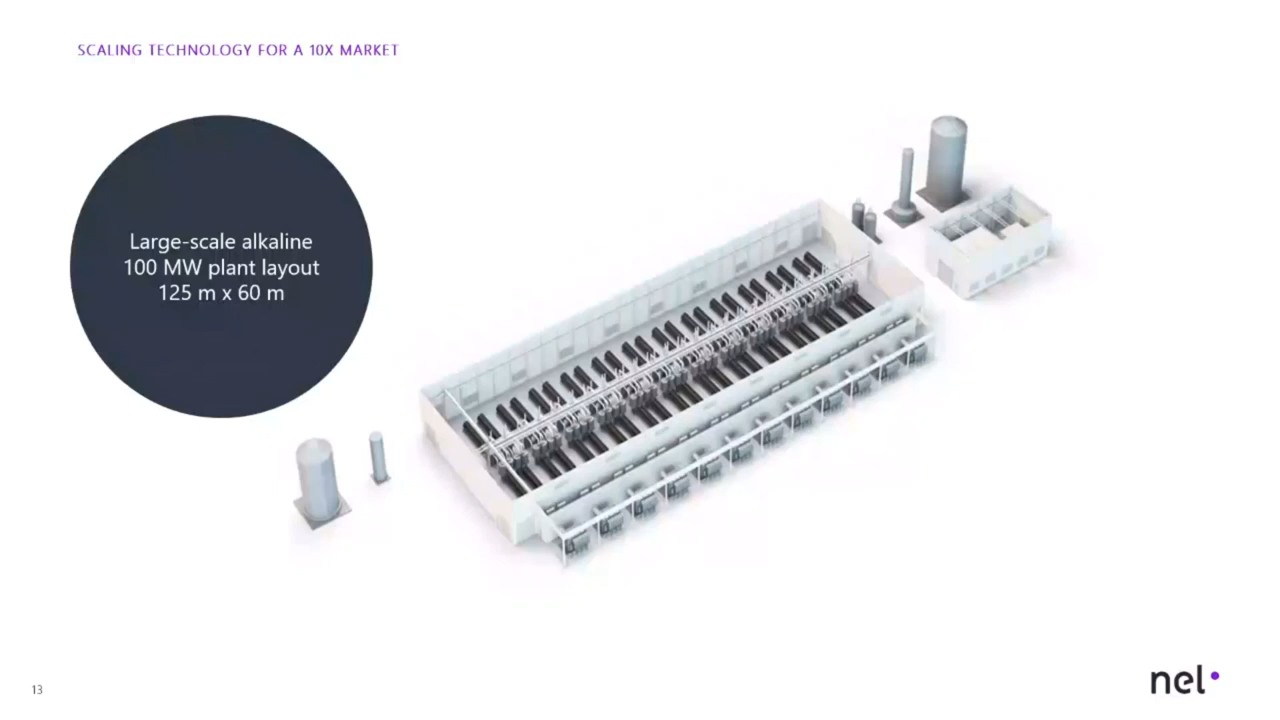 SCALING TECHNOLOGY FOR A 10X MARKET
Large-scale alkaline
100 MW plant layout
125 m x 60 m
13
nel